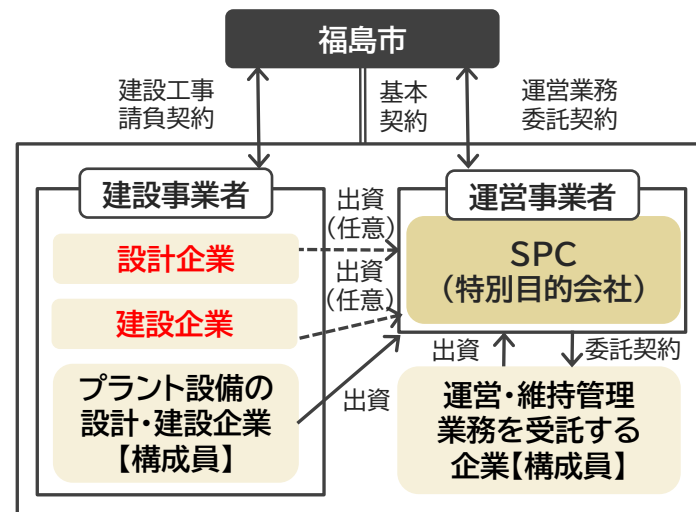 福島市
建設工事
請負契約
基本
契約
運営業務
委託契約
建設事業者
出資
（任意）
運営事業者
設計企業
SPC
（特別目的会社）
出資
（任意）
建設企業
出資
委託契約
プラント設備の
設計・建設企業
【構成員】
出資
運営・維持管理
業務を受託する
企業【構成員】